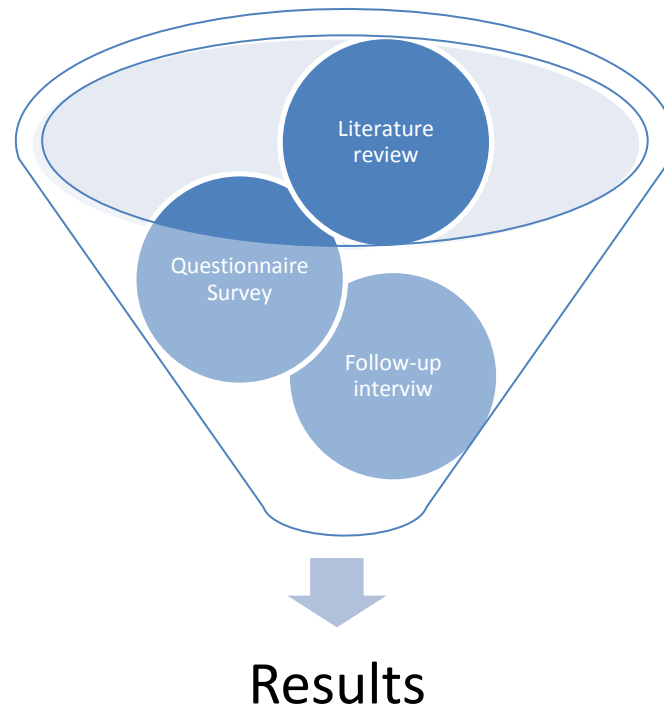 Literature
review
Questionnaire
Survey
Follow-up
interviw
Results